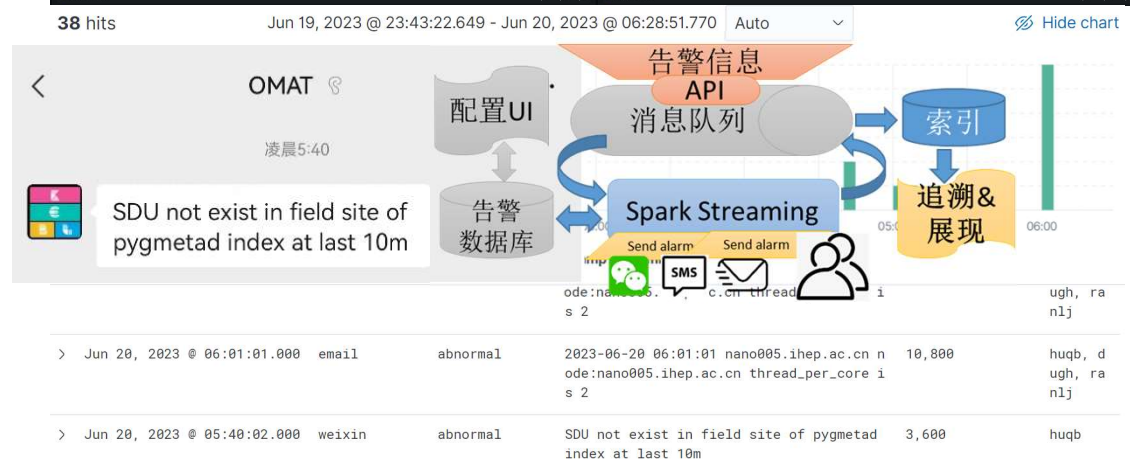 38 hits
Jun 19, 2023 @ 23:43:22.649 - Jun 20, 2023 @ 06:28:51.770
Auto
Hide chart
OMAT
凌晨5:40
SDU not exist in field site of
pygmetad index at last 10m
配置UI
告警
数据库
告警信息
API
消息队列
Spark Streaming
Send alarm
Send alarm
SMS
索引
追溯&
展现
06:00
ugh, ra
s 2
nlj
Jun 20, 2023 @ 06:01:01.000 email abnormal 2023-06-20 06:01:01 nano005.ihep.ac.cn n 10,800 huqb, d
ode:nano005.ihep.ac.cn thread_per_core i ugh, ra
s 2 nlj
Jun 20, 2023 @ 05:40:02.000 weixin abnormal SDU not exist in field site of pygmetad 3,600 huqb
index at last 10m